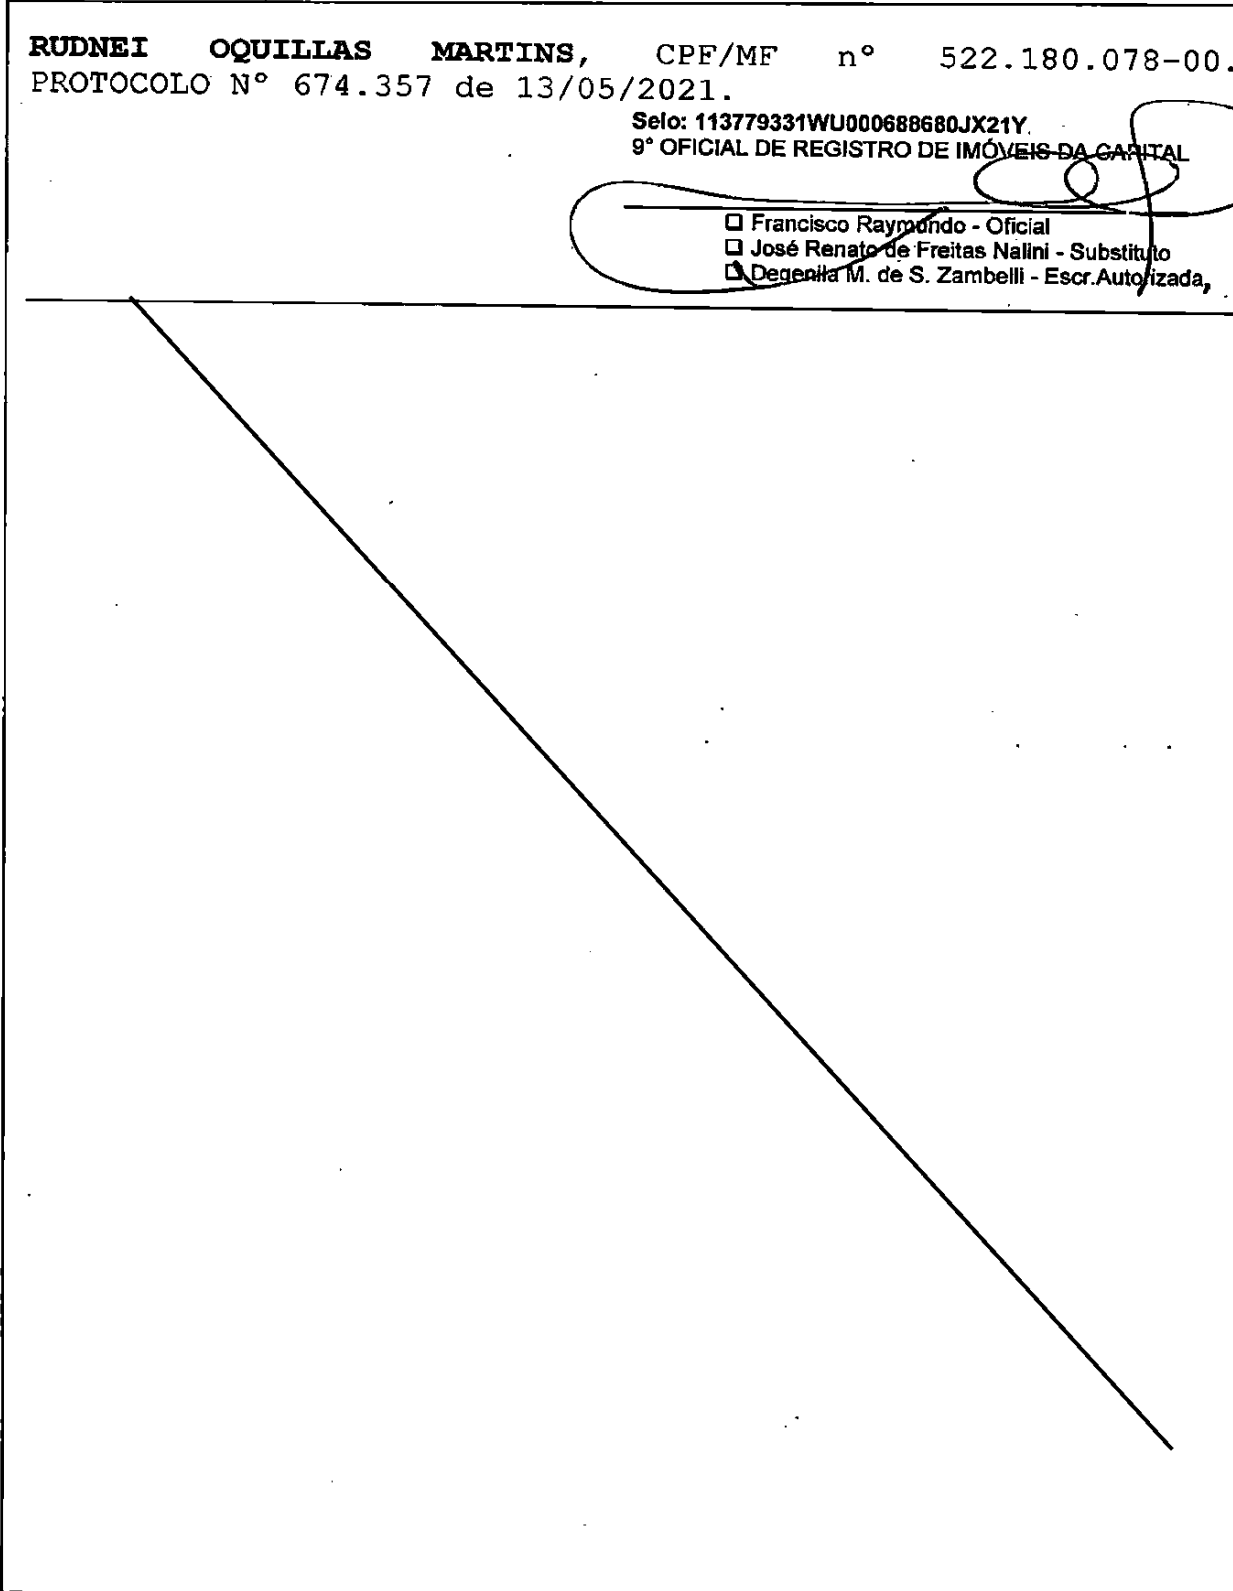 RUDNEI OQUILLAS MARTINS, CPF/MF nº 522.180.078-00.
PROTOCOLO Nº 674.357 de 13/05/2021.
Selo: 113779331WU000688680JX21Y.
9º OFICIAL DE REGISTRO DE IMÓVEIS DA CAPITAL
☐ Francisco Raymundo - Oficial
☐ José Renato de Freitas Nalini - Substituto
☐ Degenila M. de S. Zambelli - Escr.Autorizada,